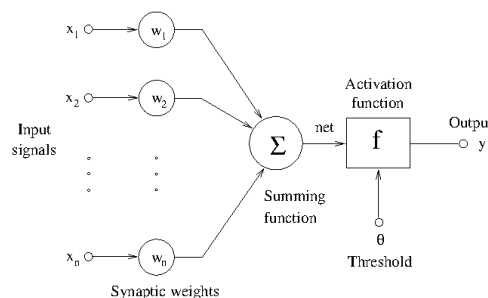 x1
w1
x2
w2
Input
signals
Σ
Summing
function
net
Activation
function
f
Outpu
y
θ
Threshold
xn
wn
Synaptic weights